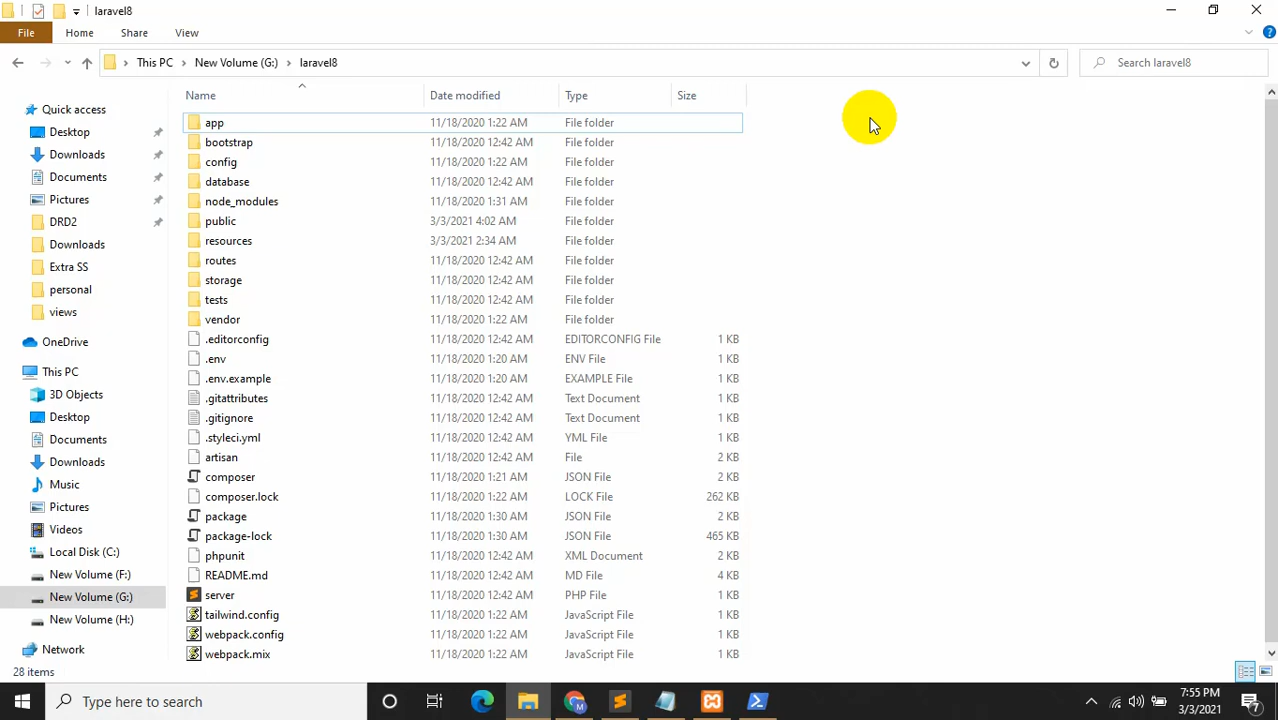 laravel8
File Home Share View
This PC New Volume (G:) laravel8 Search laravel8
Name Date modified Type Size
Quick access
Desktop
Downloads
Documents
Pictures
DRD2
Downloads
Extra SS
personal
views
OneDrive
This PC
3D Objects
Desktop
Documents
Downloads
Music
Pictures
Videos
Local Disk (C:)
New Volume (F:)
New Volume (G:)
New Volume (H:)
Network
app 11/18/2020 1:22 AM File folder
bootstrap 11/18/2020 12:42 AM File folder
config 11/18/2020 1:22 AM File folder
database 11/18/2020 12:42 AM File folder
node_modules 11/18/2020 1:31 AM File folder
public 3/3/2021 4:02 AM File folder
resources 3/3/2021 2:34 AM File folder
routes 11/18/2020 12:42 AM File folder
storage 11/18/2020 12:42 AM File folder
tests 11/18/2020 12:42 AM File folder
vendor 11/18/2020 1:22 AM File folder
.editorconfig 11/18/2020 12:42 AM EDITORCONFIG File 1 KB
.env 11/18/2020 1:20 AM ENV File 1 KB
.env.example 11/18/2020 1:20 AM EXAMPLE File 1 KB
.gitattributes 11/18/2020 12:42 AM Text Document 1 KB
.gitignore 11/18/2020 12:42 AM Text Document 1 KB
.styleci.yml 11/18/2020 12:42 AM YML File 1 KB
artisan 11/18/2020 12:42 AM File 2 KB
composer 11/18/2020 1:21 AM JSON File 2 KB
composer.lock 11/18/2020 1:22 AM LOCK File 262 KB
package 11/18/2020 1:30 AM JSON File 2 KB
package-lock 11/18/2020 1:30 AM JSON File 465 KB
phpunit 11/18/2020 12:42 AM XML Document 2 KB
README.md 11/18/2020 12:42 AM MD File 4 KB
server 11/18/2020 12:42 AM PHP File 1 KB
tailwind.config 11/18/2020 1:22 AM JavaScript File 1 KB
webpack.config 11/18/2020 1:22 AM JavaScript File 1 KB
webpack.mix 11/18/2020 1:22 AM JavaScript File 1 KB
28 items
Type here to search
7:55 PM
3/3/2021
7